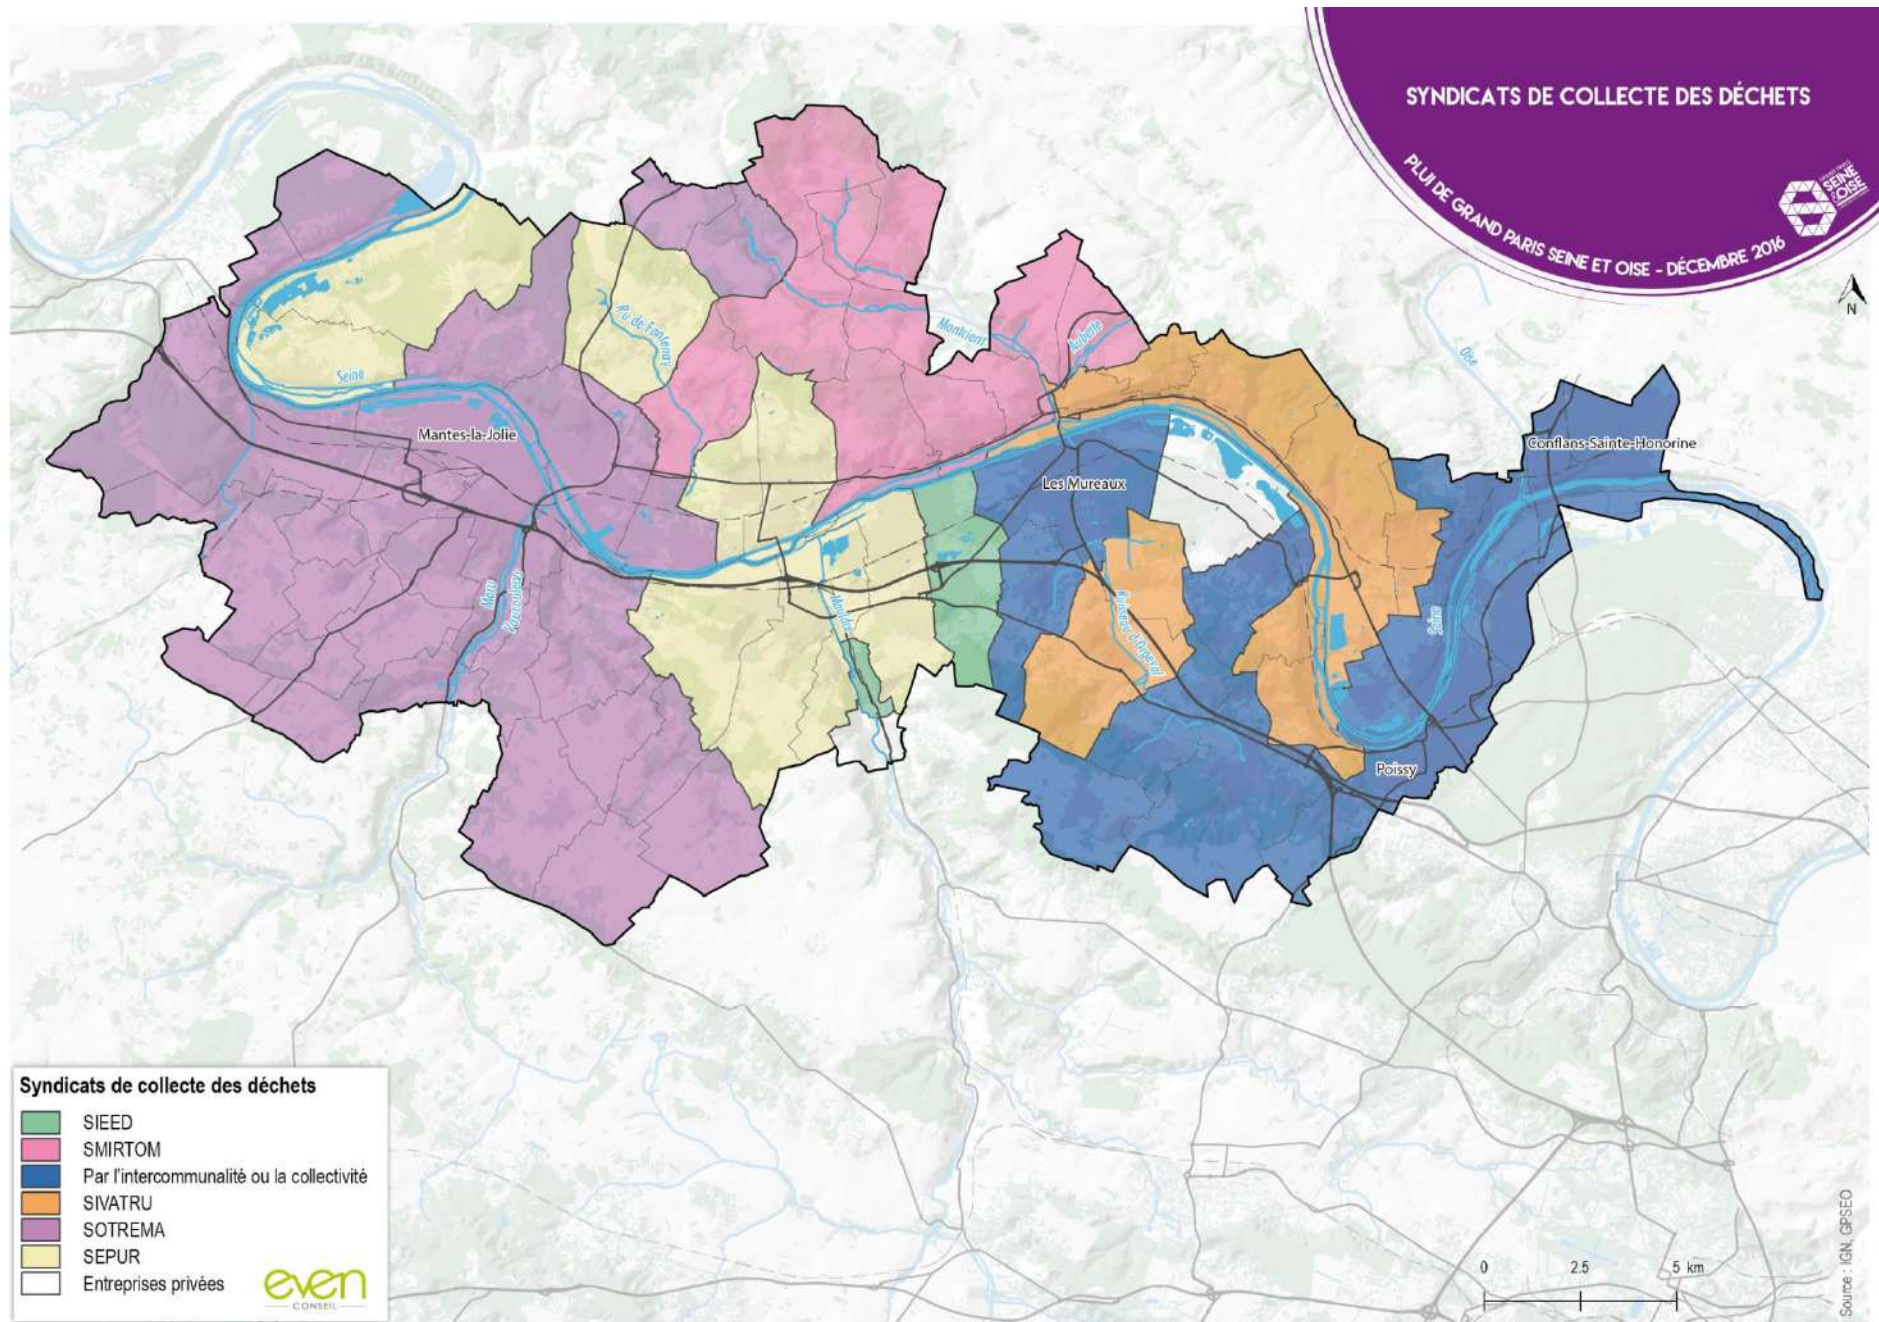 SYNDICATS DE COLLECTE DES DÉCHETS
PLUI DE GRAND PARIS SEINE ET OISE - DÉCEMBRE 2016
SEINE
& OISE
N
Oise
Montcient
Aubette
Ru de Fontenay
Seine
Mantes-la-Jolie
Conflans-Sainte-Honorine
Les Mureaux
Vaucouleurs
Mauldre
Ruisseau d'Orgeval
Seine
Poissy
Syndicats de collecte des déchets
SIEED
SMIRTOM
Par l'intercommunalité ou la collectivité
SIVATRU
SOTREMA
SEPUR
Entreprises privées
even
CONSEIL
0 2.5 5 km
Source : IGN, GPSEO